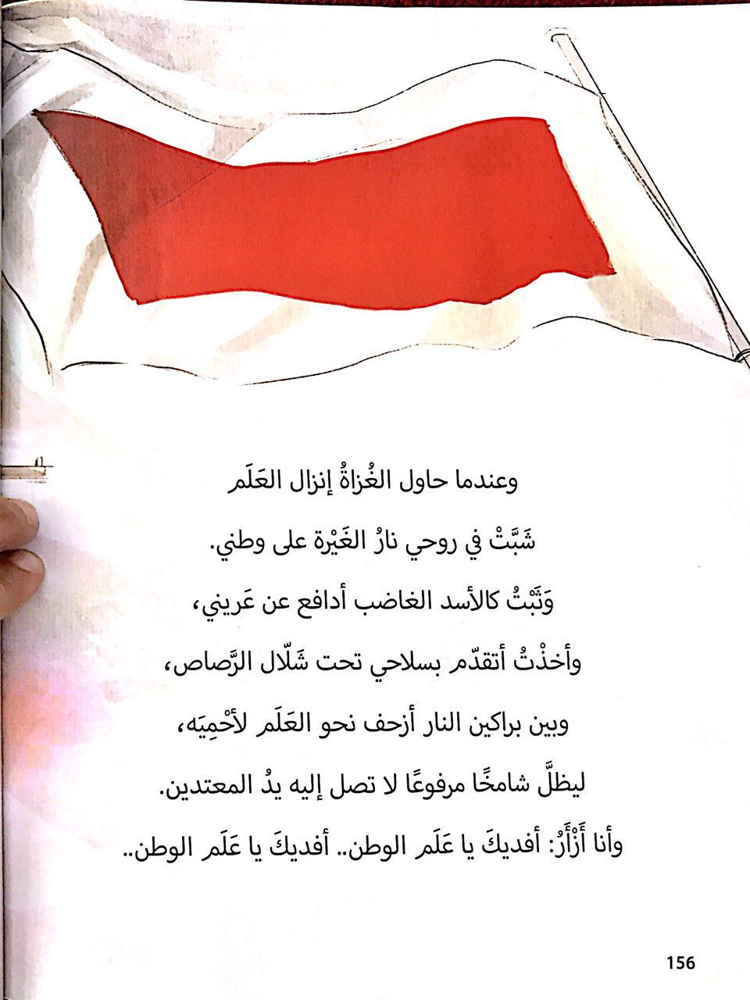 وعندما حاول الغُزاةُ إنزال العَلَم
شَبَّتْ في روحي نارُ الغَيْرة على وطني.
وَثَبْتُ كالأسد الغاضب أدافع عن عَريني،
وأخذْتُ أتقدّم بسلاحي تحت شَلّال الرَّصاص،
وبين براكين النار أزحف نحو العَلَم لأحْمِيَه،
ليظلَّ شامخًا مرفوعًا لا تصل إليه يدُ المعتدين.
وأنا أَزْأَرُ: أفديكَ يا عَلَم الوطن.. أفديكَ يا عَلَم الوطن..
156